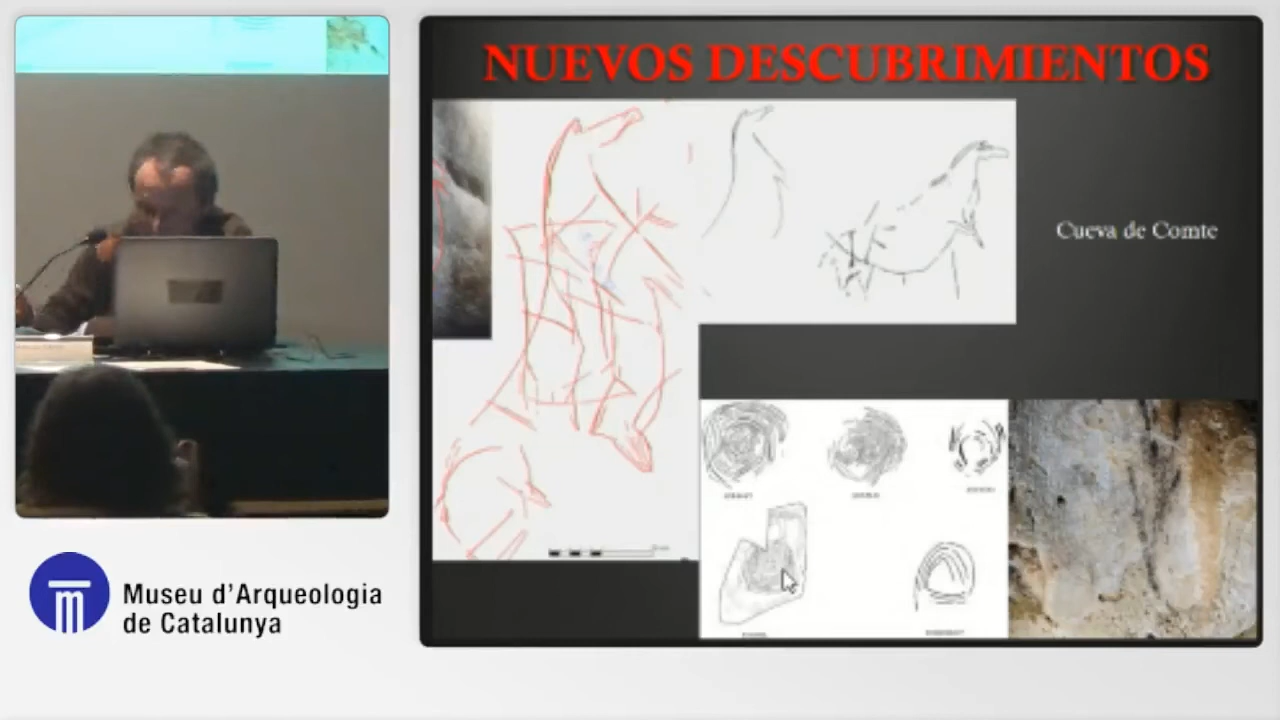 NUEVOS DESCUBRIMIENTOS
Cueva de Comte
Museu d'Arqueologia
de Catalunya